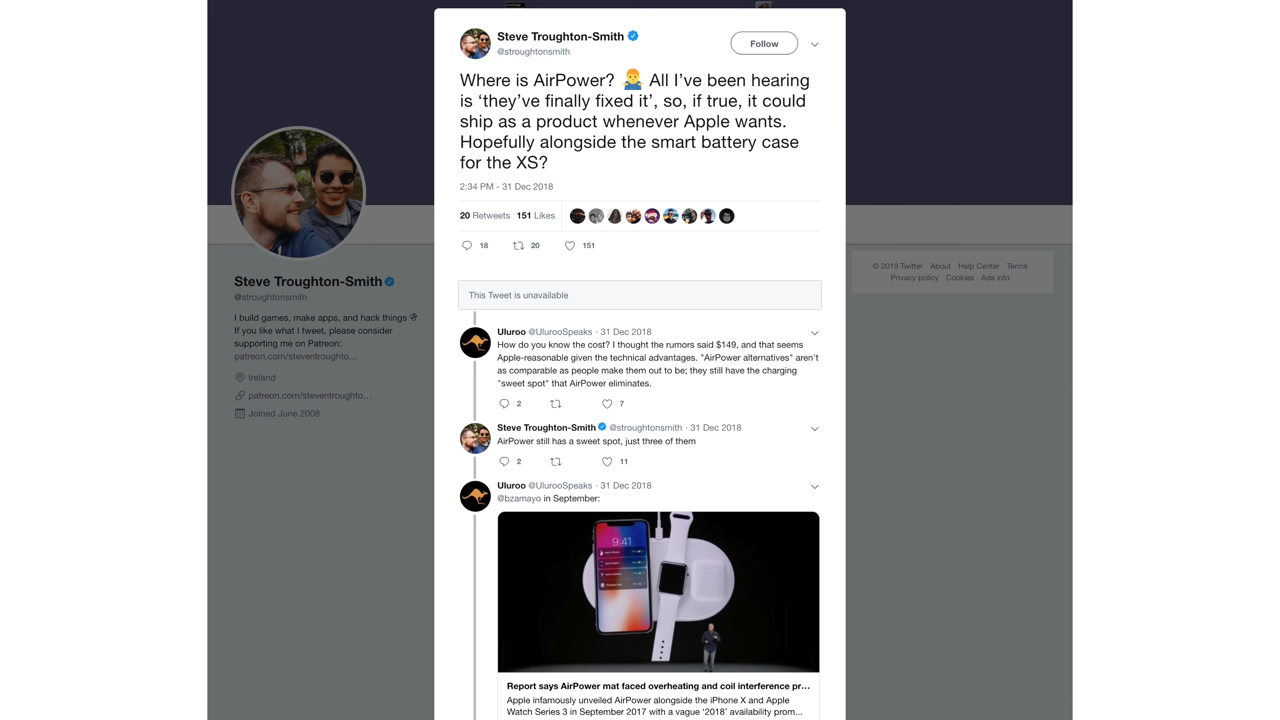 Steve Troughton-Smith
@stroughtonsmith
Follow
Where is AirPower? 🤷‍♂️ All I've been hearing
is 'they've finally fixed it', so, if true, it could
ship as a product whenever Apple wants.
Hopefully alongside the smart battery case
for the XS?
2:34 PM - 31 Dec 2018
20 Retweets 151 Likes
18 20 151
This Tweet is unavailable
Uluroo @UlurooSpeaks · 31 Dec 2018
How do you know the cost? I thought the rumors said $149, and that seems
Apple-reasonable given the technical advantages. "AirPower alternatives" aren't
as comparable as people make them out to be; they still have the charging
"sweet spot" that AirPower eliminates.
2 7
Steve Troughton-Smith @stroughtonsmith · 31 Dec 2018
AirPower still has a sweet spot, just three of them
2 11
Uluroo @UlurooSpeaks · 31 Dec 2018
@bzamayo in September:
9:41
Report says AirPower mat faced overheating and coil interference pr...
Apple infamously unveiled AirPower alongside the iPhone X and Apple
Watch Series 3 in September 2017 with a vague '2018' availability prom...
Steve Troughton-Smith
@stroughtonsmith
I build games, make apps, and hack things
If you like what I tweet, please consider
supporting me on Patreon:
patreon.com/steventroughto...
Ireland
patreon.com/steventroughto...
Joined June 2008
© 2019 Twitter About Help Center Terms
Privacy policy Cookies Ads info